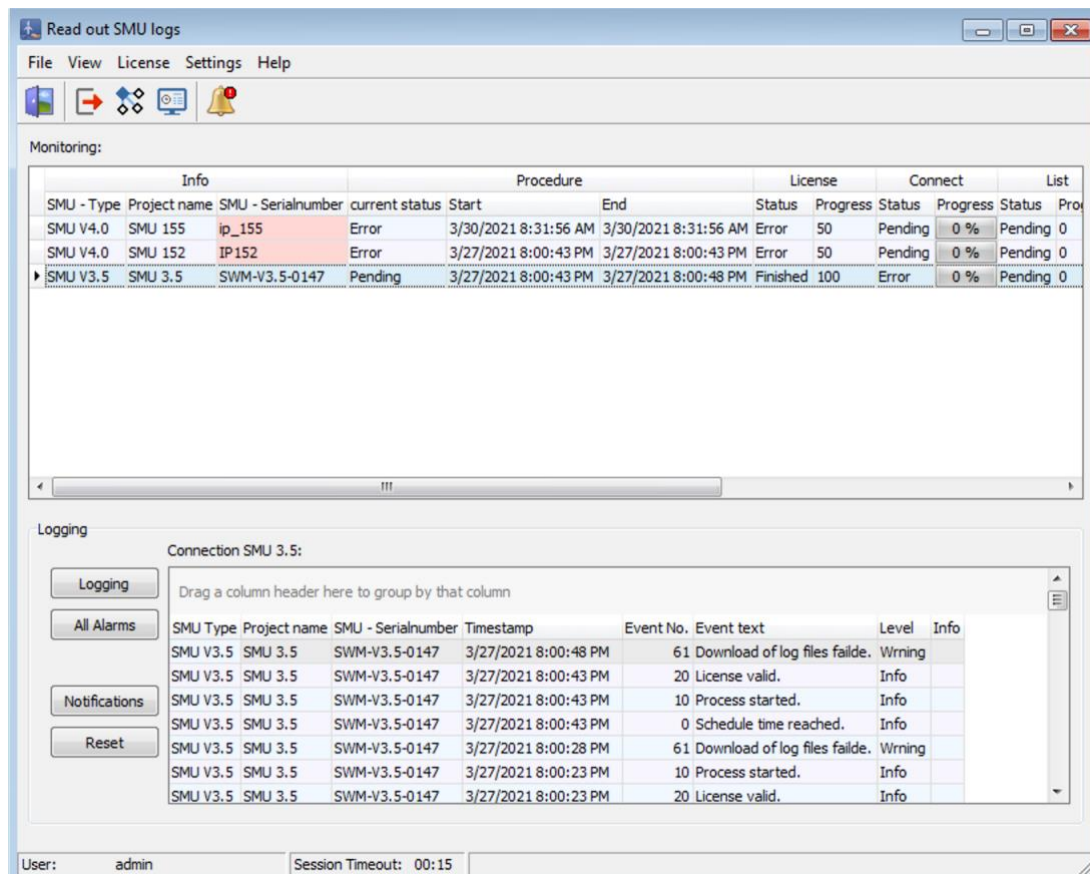 Read out SMU logs
File View License Settings Help
Monitoring:
Info Procedure License Connect List
SMU - Type Project name SMU - Serialnumber current status Start End Status Progress Status Progress Status Prog
SMU V4.0 SMU 155 ip_155 Error 3/30/2021 8:31:56 AM 3/30/2021 8:31:56 AM Error 50 Pending 0 % Pending 0
SMU V4.0 SMU 152 IP152 Error 3/27/2021 8:00:43 PM 3/27/2021 8:00:43 PM Error 50 Pending 0 % Pending 0
SMU V3.5 SMU 3.5 SWM-V3.5-0147 Pending 3/27/2021 8:00:43 PM 3/27/2021 8:00:48 PM Finished 100 Error 0 % Pending 0
Logging
Connection SMU 3.5:
Logging
All Alarms
Notifications
Reset
Drag a column header here to group by that column
SMU Type Project name SMU - Serialnumber Timestamp Event No. Event text Level Info
SMU V3.5 SMU 3.5 SWM-V3.5-0147 3/27/2021 8:00:48 PM 61 Download of log files failde. Wrning
SMU V3.5 SMU 3.5 SWM-V3.5-0147 3/27/2021 8:00:43 PM 20 License valid. Info
SMU V3.5 SMU 3.5 SWM-V3.5-0147 3/27/2021 8:00:43 PM 10 Process started. Info
SMU V3.5 SMU 3.5 SWM-V3.5-0147 3/27/2021 8:00:43 PM 0 Schedule time reached. Info
SMU V3.5 SMU 3.5 SWM-V3.5-0147 3/27/2021 8:00:28 PM 61 Download of log files failde. Wrning
SMU V3.5 SMU 3.5 SWM-V3.5-0147 3/27/2021 8:00:23 PM 10 Process started. Info
SMU V3.5 SMU 3.5 SWM-V3.5-0147 3/27/2021 8:00:23 PM 20 License valid. Info
User: admin Session Timeout: 00:15